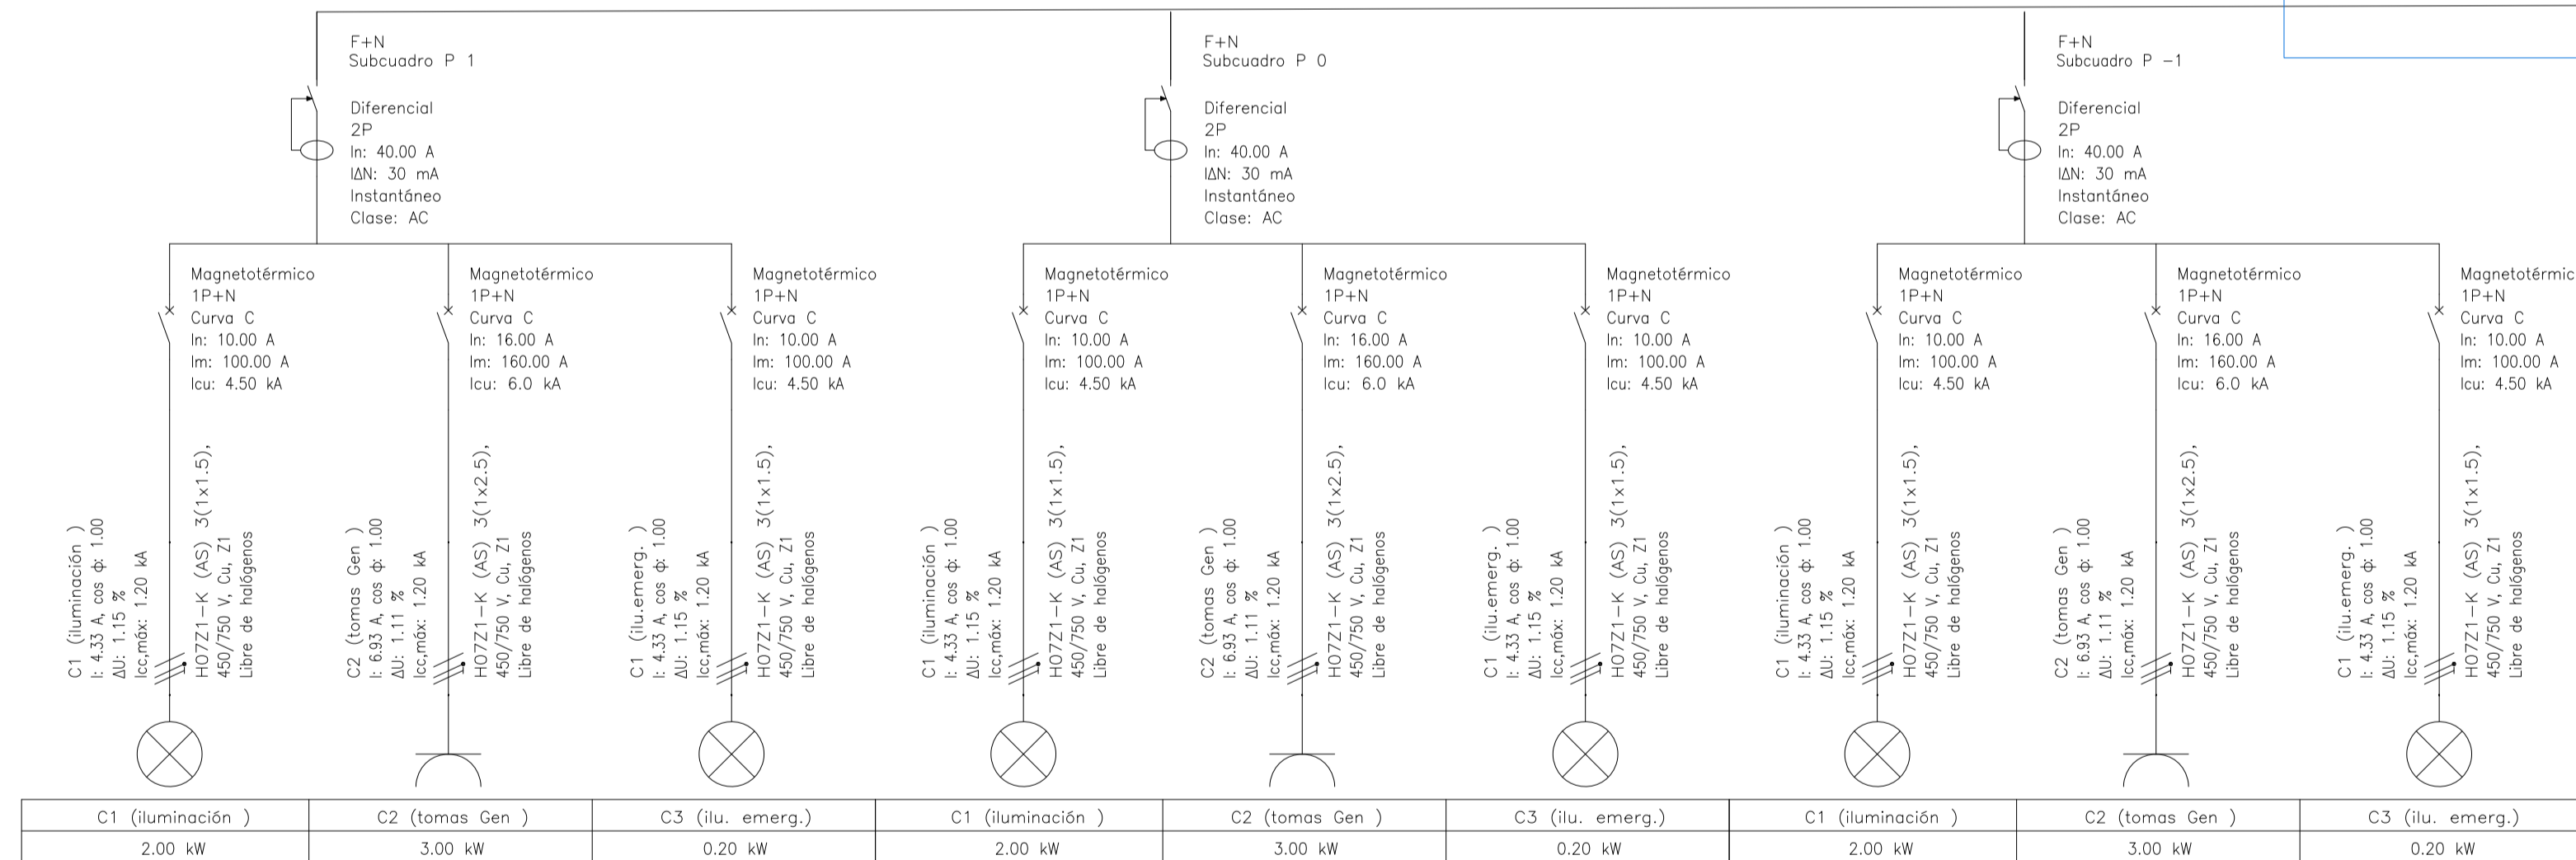 F+N
Subcuadro P 1
Diferencial
2P
In: 40.00 A
IΔN: 30 mA
Instantáneo
Clase: AC
F+N
Subcuadro P 0
Diferencial
2P
In: 40.00 A
IΔN: 30 mA
Instantáneo
Clase: AC
F+N
Subcuadro P -1
Diferencial
2P
In: 40.00 A
IΔN: 30 mA
Instantáneo
Clase: AC
Magnetotérmico
1P+N
Curva C
In: 10.00 A
Im: 100.00 A
Icu: 4.50 kA
Magnetotérmico
1P+N
Curva C
In: 16.00 A
Im: 160.00 A
Icu: 6.0 kA
Magnetotérmico
1P+N
Curva C
In: 10.00 A
Im: 100.00 A
Icu: 4.50 kA
Magnetotérmico
1P+N
Curva C
In: 10.00 A
Im: 100.00 A
Icu: 4.50 kA
Magnetotérmico
1P+N
Curva C
In: 16.00 A
Im: 160.00 A
Icu: 6.0 kA
Magnetotérmico
1P+N
Curva C
In: 10.00 A
Im: 100.00 A
Icu: 4.50 kA
Magnetotérmico
1P+N
Curva C
In: 10.00 A
Im: 100.00 A
Icu: 4.50 kA
Magnetotérmico
1P+N
Curva C
In: 16.00 A
Im: 160.00 A
Icu: 6.0 kA
Magnetotérmic
1P+N
Curva C
In: 10.00 A
Im: 100.00 A
Icu: 4.50 kA
C1 (iluminación )
I: 4.33 A, cos φ: 1.00
ΔU: 1.15 %
Icc,máx: 1.20 kA
H07Z1-K (AS) 3(1x1.5),
450/750 V, Cu, Z1
Libre de halógenos
C2 (tomas Gen )
I: 6.93 A, cos φ: 1.00
ΔU: 1.11 %
Icc,máx: 1.20 kA
H07Z1-K (AS) 3(1x2.5),
450/750 V, Cu, Z1
Libre de halógenos
C1 (ilu.emerg. )
I: 4.33 A, cos φ: 1.00
ΔU: 1.15 %
Icc,máx: 1.20 kA
H07Z1-K (AS) 3(1x1.5),
450/750 V, Cu, Z1
Libre de halógenos
C1 (iluminación )
I: 4.33 A, cos φ: 1.00
ΔU: 1.15 %
Icc,máx: 1.20 kA
H07Z1-K (AS) 3(1x1.5),
450/750 V, Cu, Z1
Libre de halógenos
C2 (tomas Gen )
I: 6.93 A, cos φ: 1.00
ΔU: 1.11 %
Icc,máx: 1.20 kA
H07Z1-K (AS) 3(1x2.5),
450/750 V, Cu, Z1
Libre de halógenos
C1 (ilu.emerg. )
I: 4.33 A, cos φ: 1.00
ΔU: 1.15 %
Icc,máx: 1.20 kA
H07Z1-K (AS) 3(1x1.5),
450/750 V, Cu, Z1
Libre de halógenos
C1 (iluminación )
I: 4.33 A, cos φ: 1.00
ΔU: 1.15 %
Icc,máx: 1.20 kA
H07Z1-K (AS) 3(1x1.5),
450/750 V, Cu, Z1
Libre de halógenos
C2 (tomas Gen )
I: 6.93 A, cos φ: 1.00
ΔU: 1.11 %
Icc,máx: 1.20 kA
H07Z1-K (AS) 3(1x2.5),
450/750 V, Cu, Z1
Libre de halógenos
C1 (ilu.emerg. )
I: 4.33 A, cos φ: 1.00
ΔU: 1.15 %
Icc,máx: 1.20 kA
H07Z1-K (AS) 3(1x1.5),
450/750 V, Cu, Z1
Libre de halógenos
C1 (iluminación ) C2 (tomas Gen ) C3 (ilu. emerg.) C1 (iluminación ) C2 (tomas Gen ) C3 (ilu. emerg.) C1 (iluminación ) C2 (tomas Gen ) C3 (ilu. emerg.)
2.00 kW 3.00 kW 0.20 kW 2.00 kW 3.00 kW 0.20 kW 2.00 kW 3.00 kW 0.20 kW